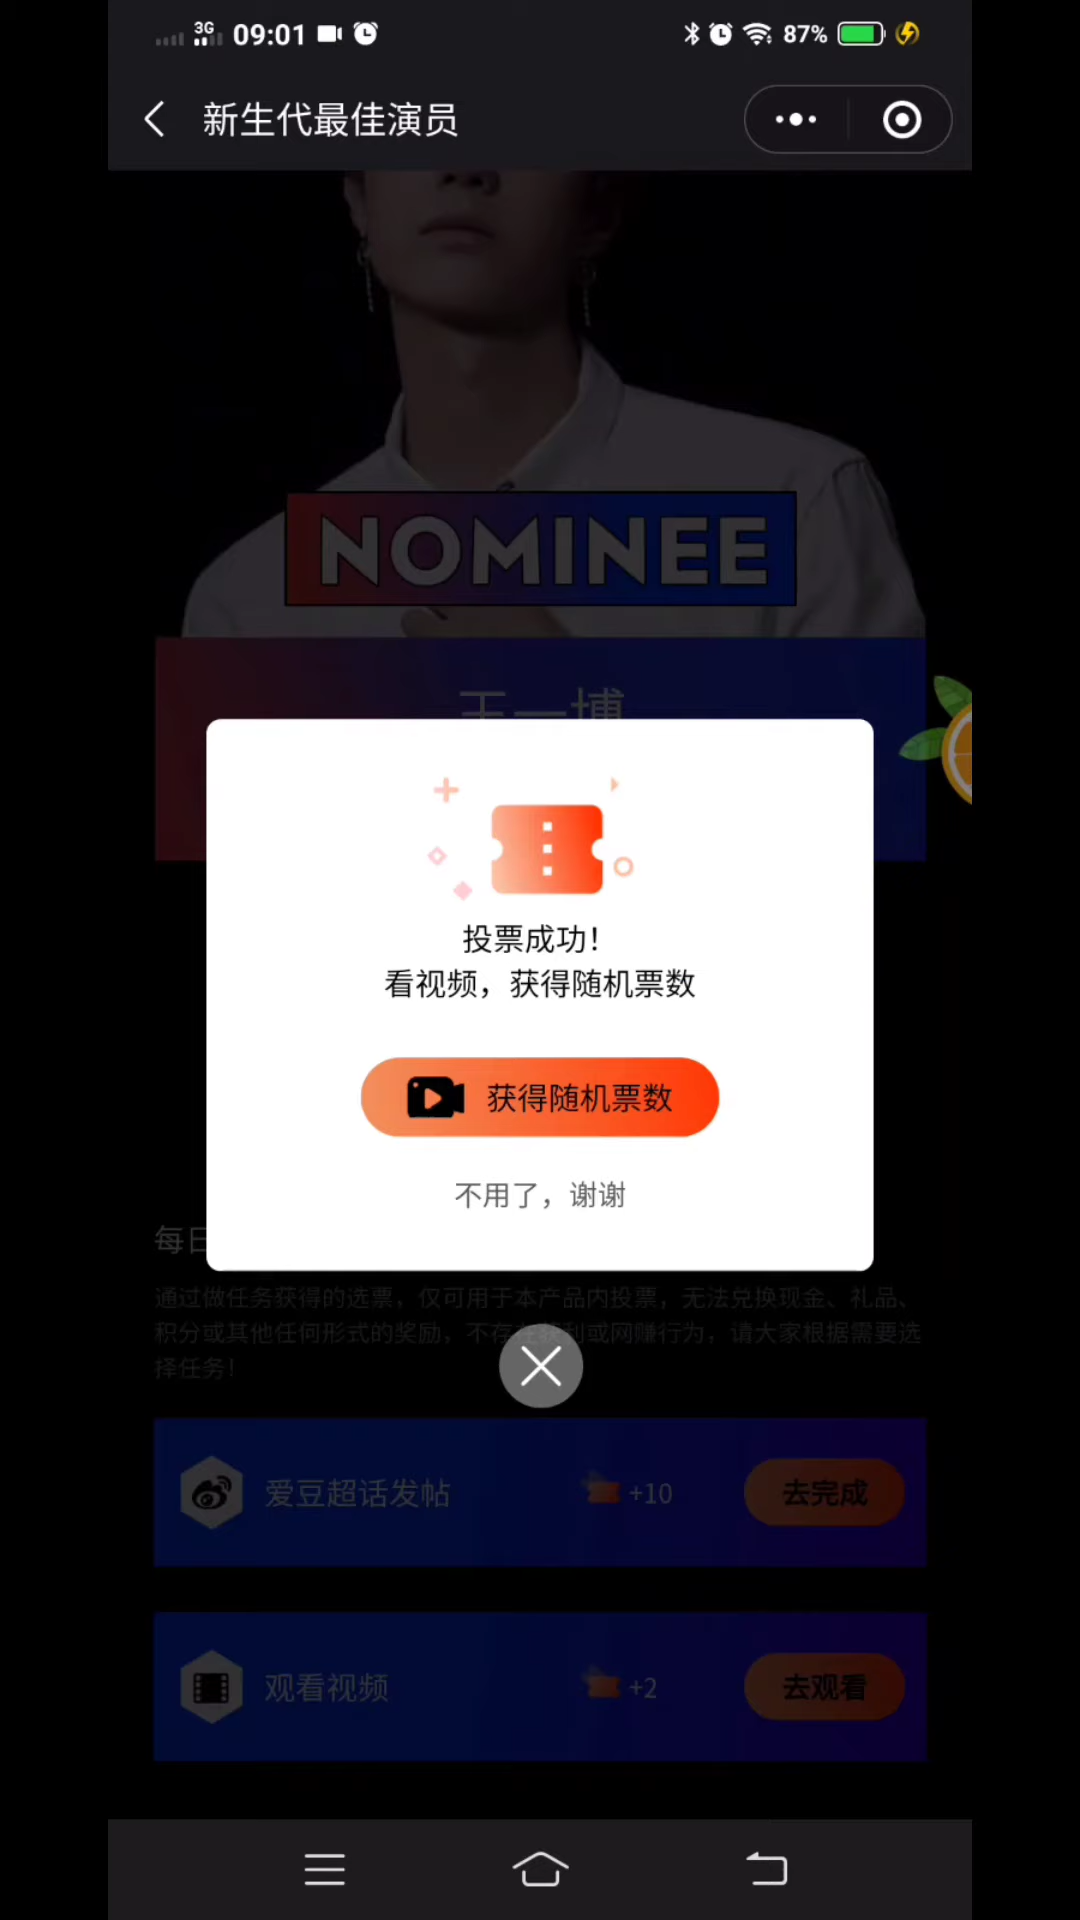 3G 09:01 87%
新生代最佳演员
NOMINEE
王一博
投票成功！
看视频，获得随机票数
获得随机票数
不用了，谢谢
每日
通过做任务获得的选票，仅可用于本产品内投票，无法兑换现金、礼品、
积分或其他任何形式的奖励，不存在获利或网赚行为，请大家根据需要选
择任务！
爱豆超话发帖 +10 去完成
观看视频 +2 去观看